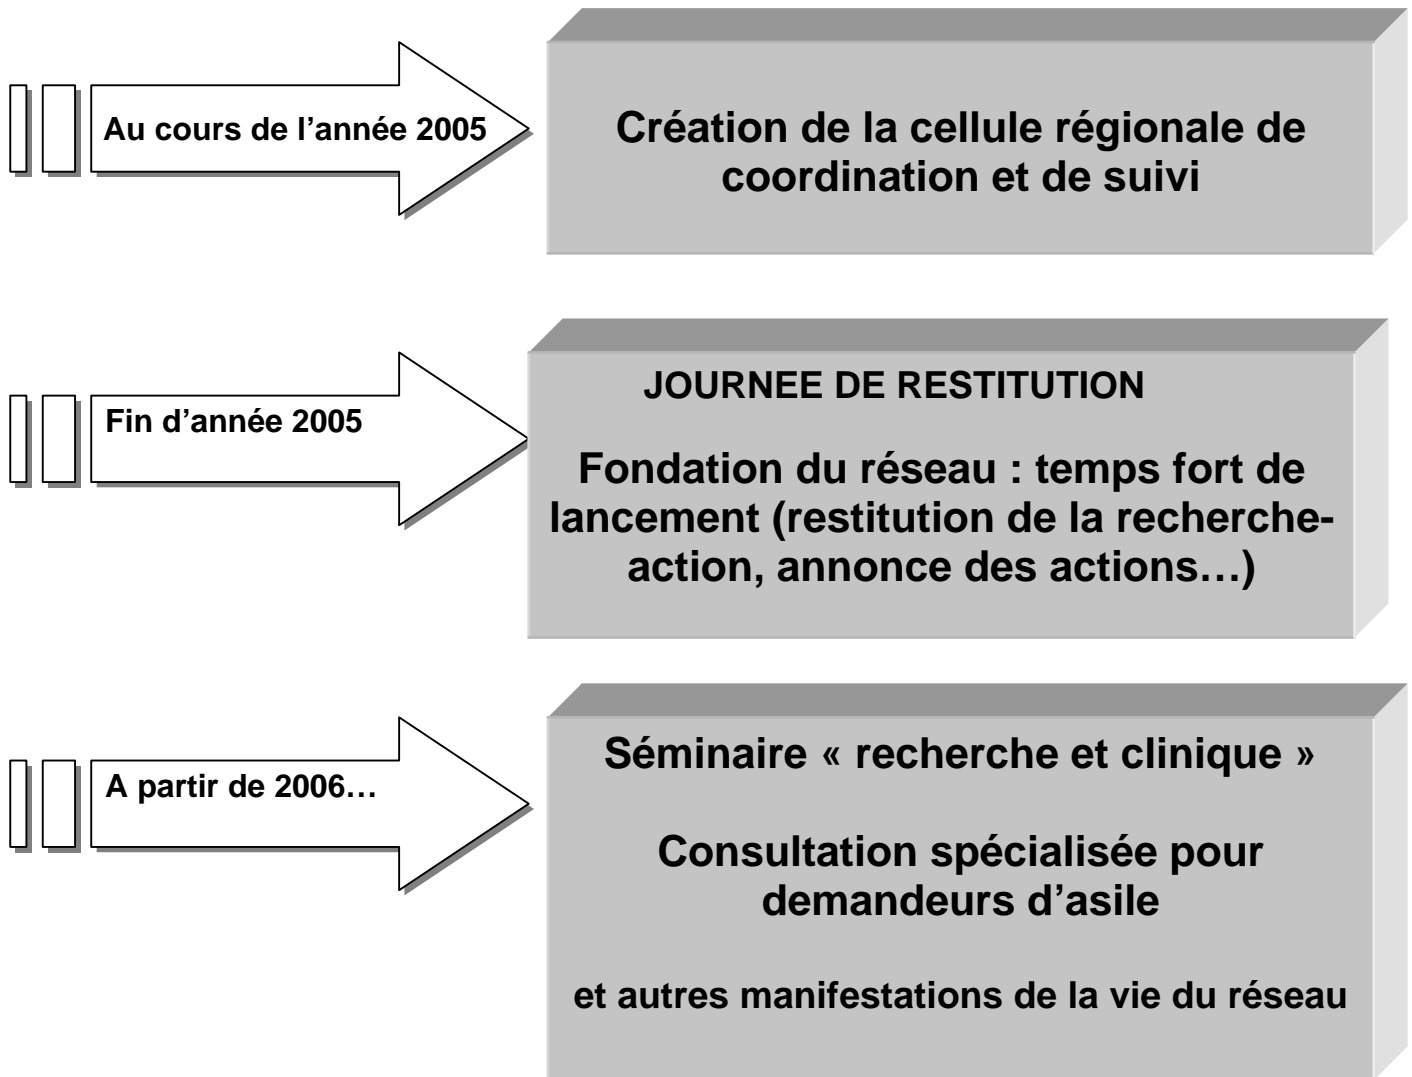 Au cours de l’année 2005
Création de la cellule régionale de
coordination et de suivi
Fin d’année 2005
JOURNEE DE RESTITUTION
Fondation du réseau : temps fort de
lancement (restitution de la recherche-
action, annonce des actions…)
A partir de 2006…
Séminaire « recherche et clinique »
Consultation spécialisée pour
demandeurs d’asile
et autres manifestations de la vie du réseau